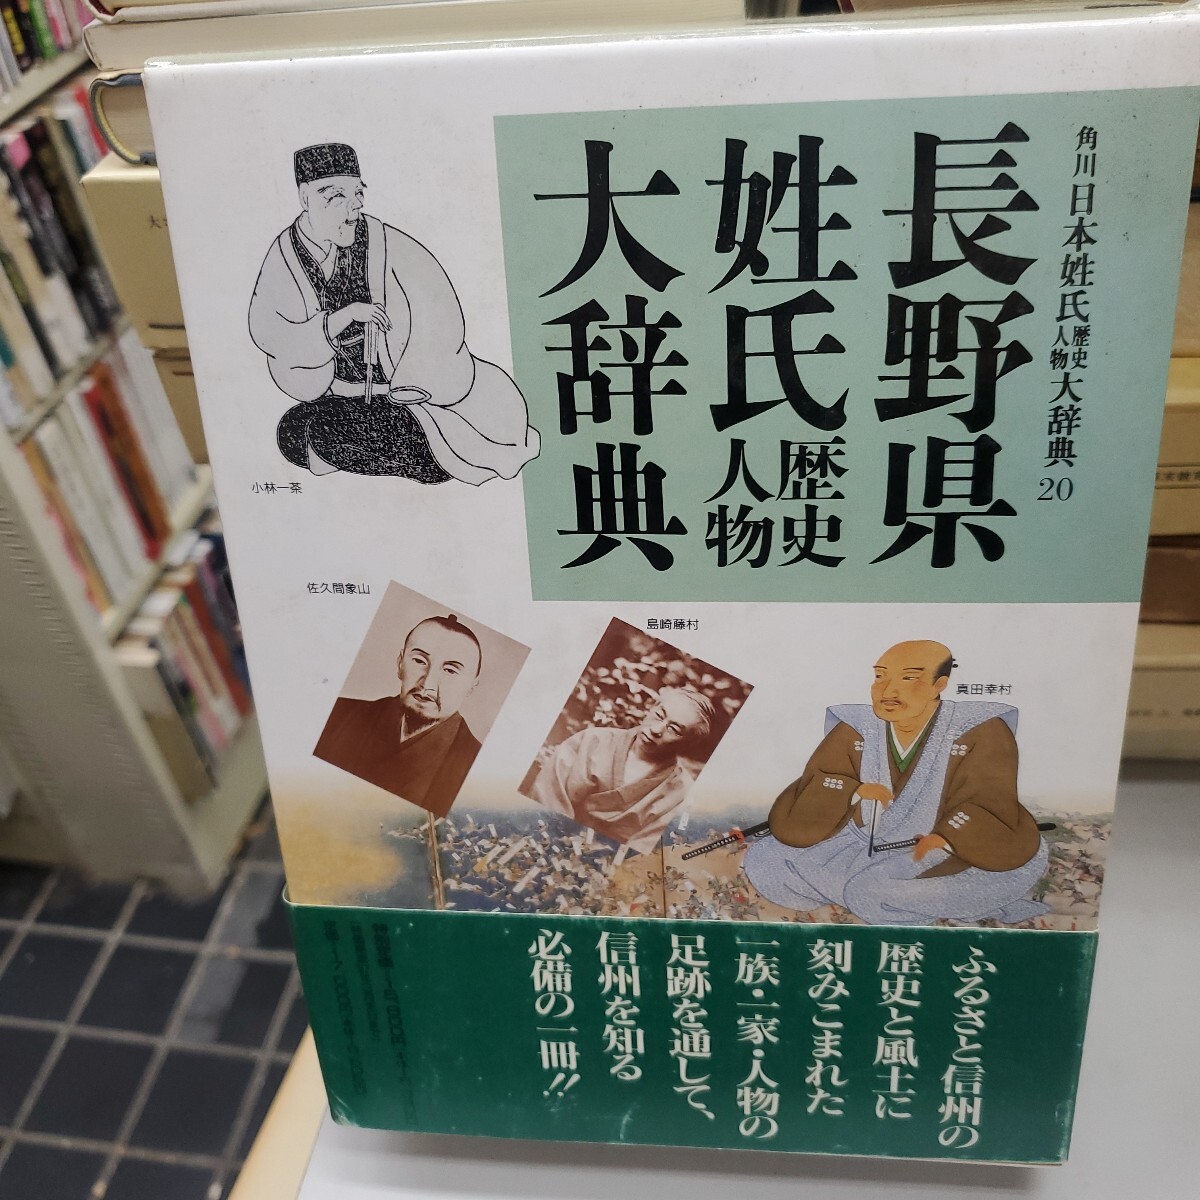 角川日本姓氏歴史人物大辞典 20
長野県
姓氏歴史人物
大辞典
小林一茶
佐久間象山
島崎藤村
真田幸村
ふるさと信州の
歴史と風土に
刻みこまれた
一族・一家・人物の
足跡を通して、
信州を知る
必備の一冊!!